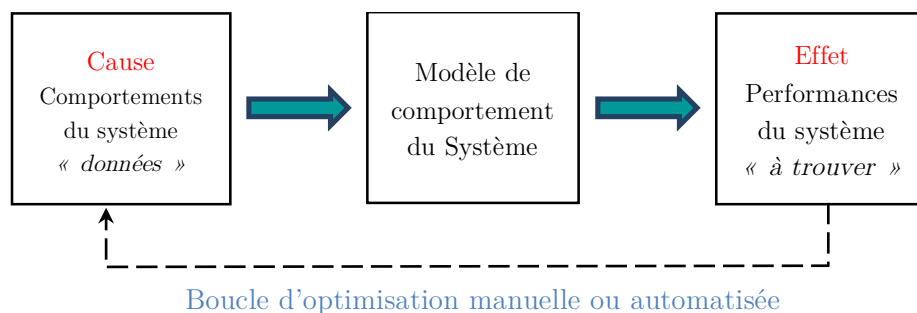 Cause
Comportements
du système
« données »
Modèle de
comportement
du Système
Effet
Performances
du système
« à trouver »
Boucle d'optimisation manuelle ou automatisée